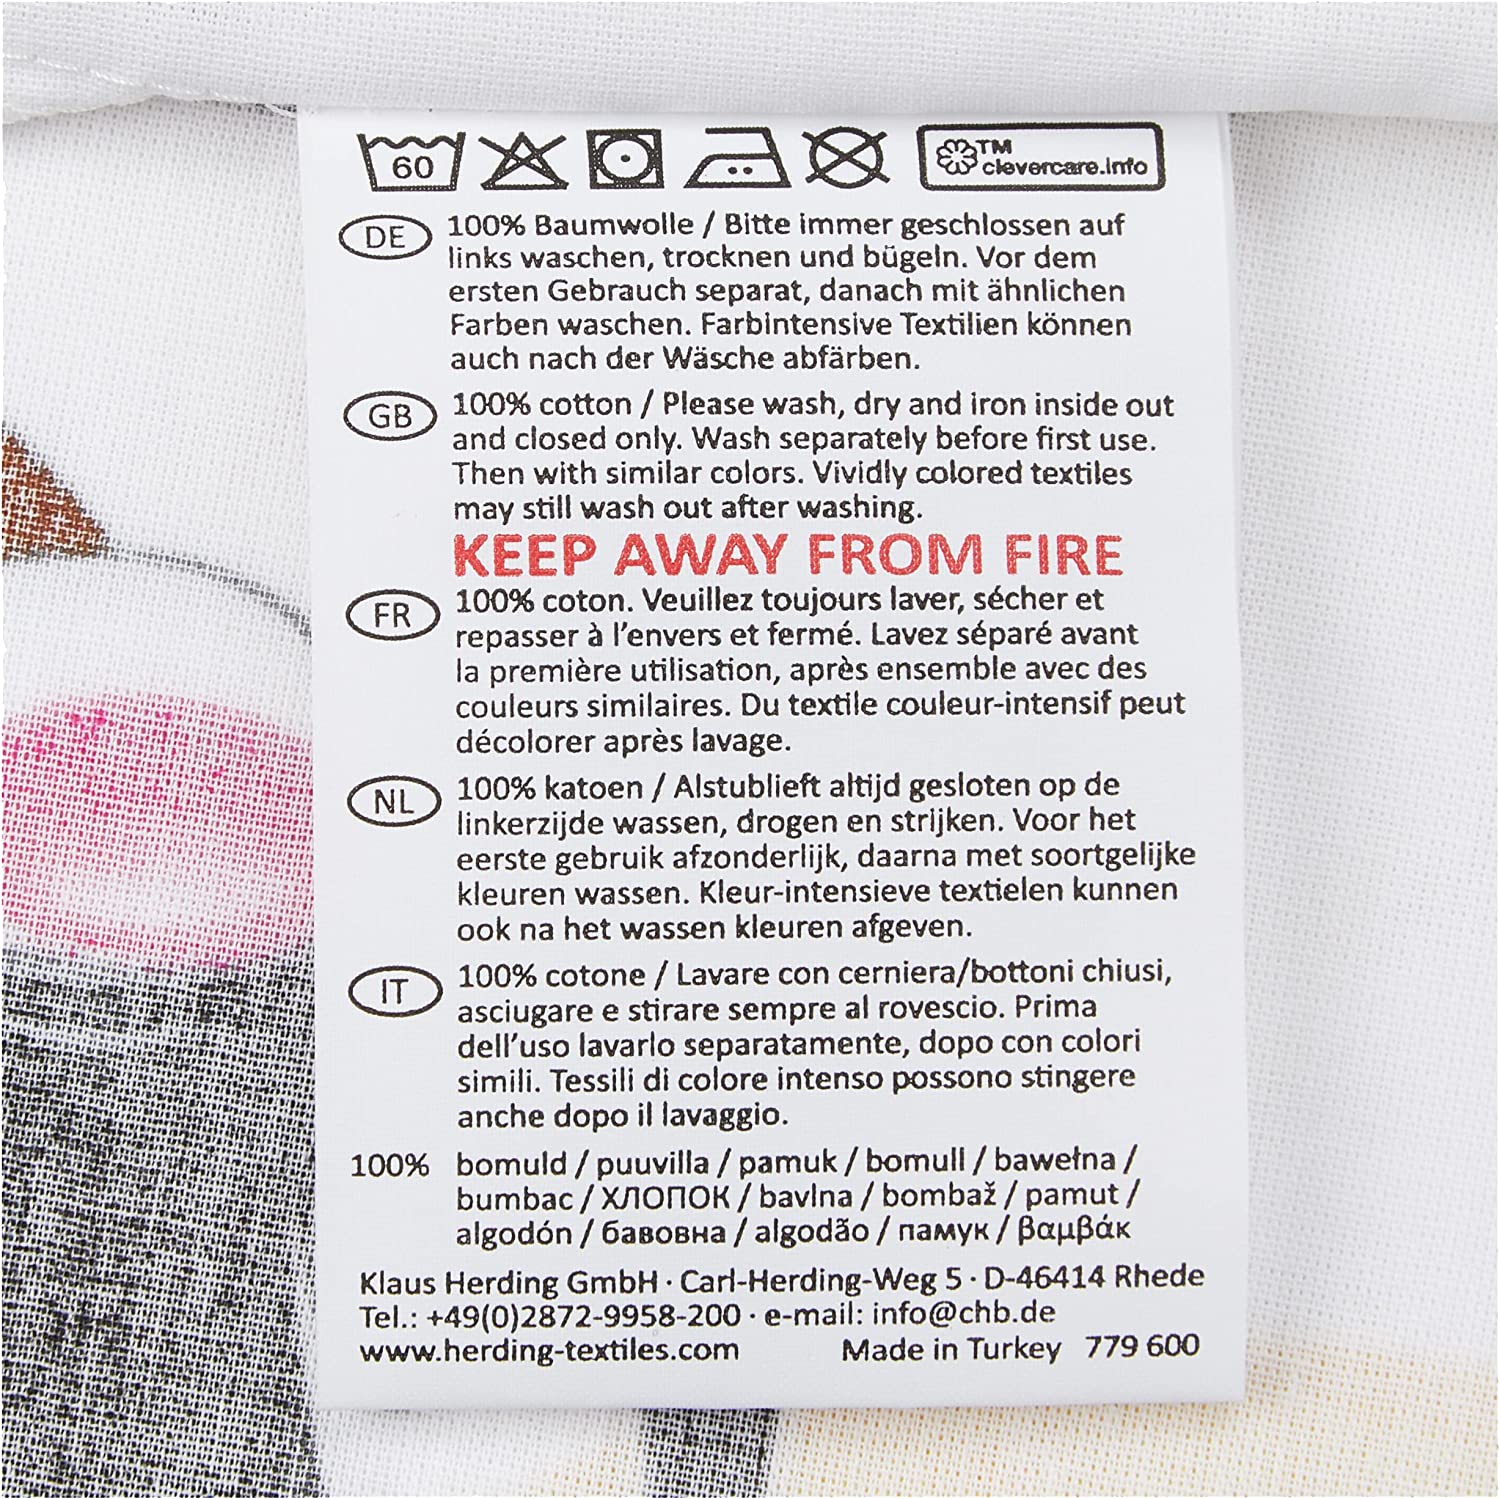 60
TM
clevercare.info
DE 100% Baumwolle / Bitte immer geschlossen auf
links waschen, trocknen und bügeln. Vor dem
ersten Gebrauch separat, danach mit ähnlichen
Farben waschen. Farbintensive Textilien können
auch nach der Wäsche abfärben.
GB 100% cotton / Please wash, dry and iron inside out
and closed only. Wash separately before first use.
Then with similar colors. Vividly colored textiles
may still wash out after washing.
KEEP AWAY FROM FIRE
FR 100% coton. Veuillez toujours laver, sécher et
repasser à l'envers et fermé. Lavez séparé avant
la première utilisation, après ensemble avec des
couleurs similaires. Du textile couleur-intensif peut
décolorer après lavage.
NL 100% katoen / Alstublieft altijd gesloten op de
linkerzijde wassen, drogen en strijken. Voor het
eerste gebruik afzonderlijk, daarna met soortgelijke
kleuren wassen. Kleur-intensieve textielen kunnen
ook na het wassen kleuren afgeven.
IT 100% cotone / Lavare con cerniera/bottoni chiusi,
asciugare e stirare sempre al rovescio. Prima
dell'uso lavarlo separatamente, dopo con colori
simili. Tessili di colore intenso possono stingere
anche dopo il lavaggio.
100% bomuld / puuvilla / pamuk / bomull / bawełna /
bumbac / ХЛОПОК / bavlna / bombaž / pamut /
algodón / бавовна / algodão / памук / βαμβάκ
Klaus Herding GmbH · Carl-Herding-Weg 5 · D-46414 Rhede
Tel.: +49(0)2872-9958-200 · e-mail: info@chb.de
www.herding-textiles.com Made in Turkey 779 600